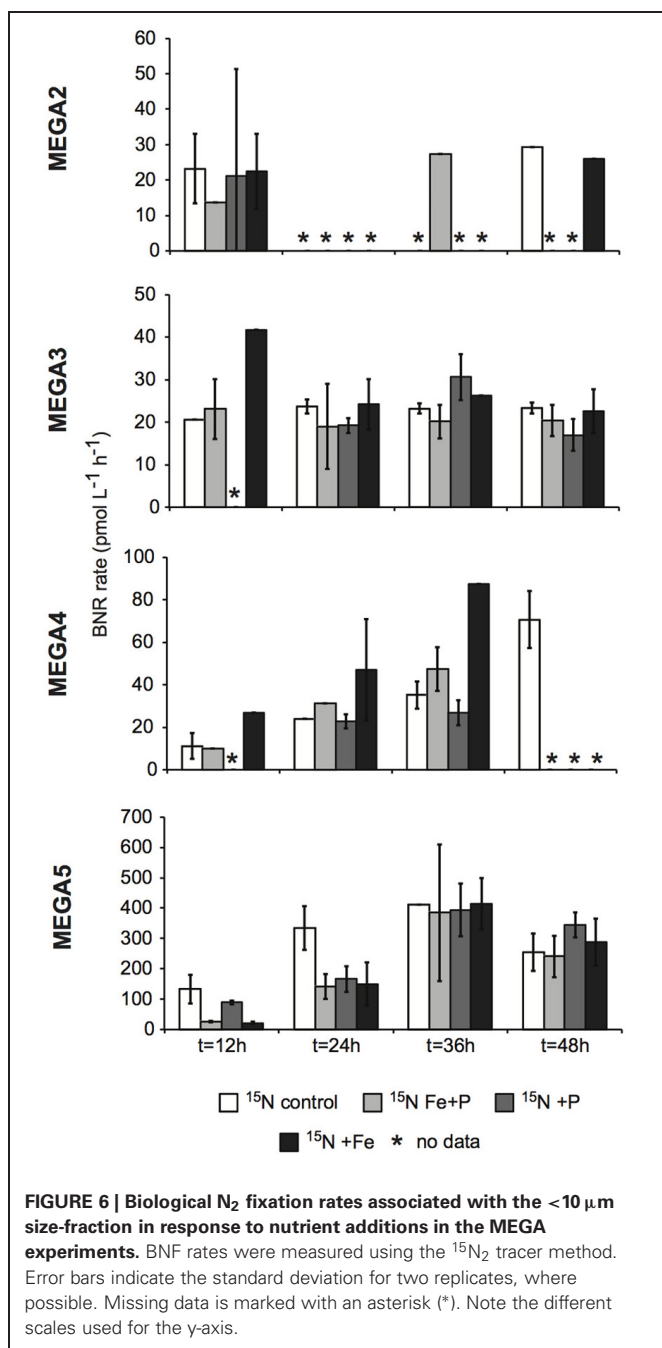 MEGA2
60
50
40
30
20
10
0
* * * * * * * * *
MEGA3
50
40
30
20
10
0
*
BNR rate (pmol L⁻¹ h⁻¹)
MEGA4
100
80
60
40
20
0
* * * *
MEGA5
700
600
500
400
300
200
100
0
t=12h t=24h t=36h t=48h
¹⁵N control ¹⁵N Fe+P ¹⁵N +P
¹⁵N +Fe * no data
FIGURE 6 | Biological N₂ fixation rates associated with the <10 μm
size-fraction in response to nutrient additions in the MEGA
experiments. BNF rates were measured using the ¹⁵N₂ tracer method.
Error bars indicate the standard deviation for two replicates, where
possible. Missing data is marked with an asterisk (*). Note the different
scales used for the y-axis.